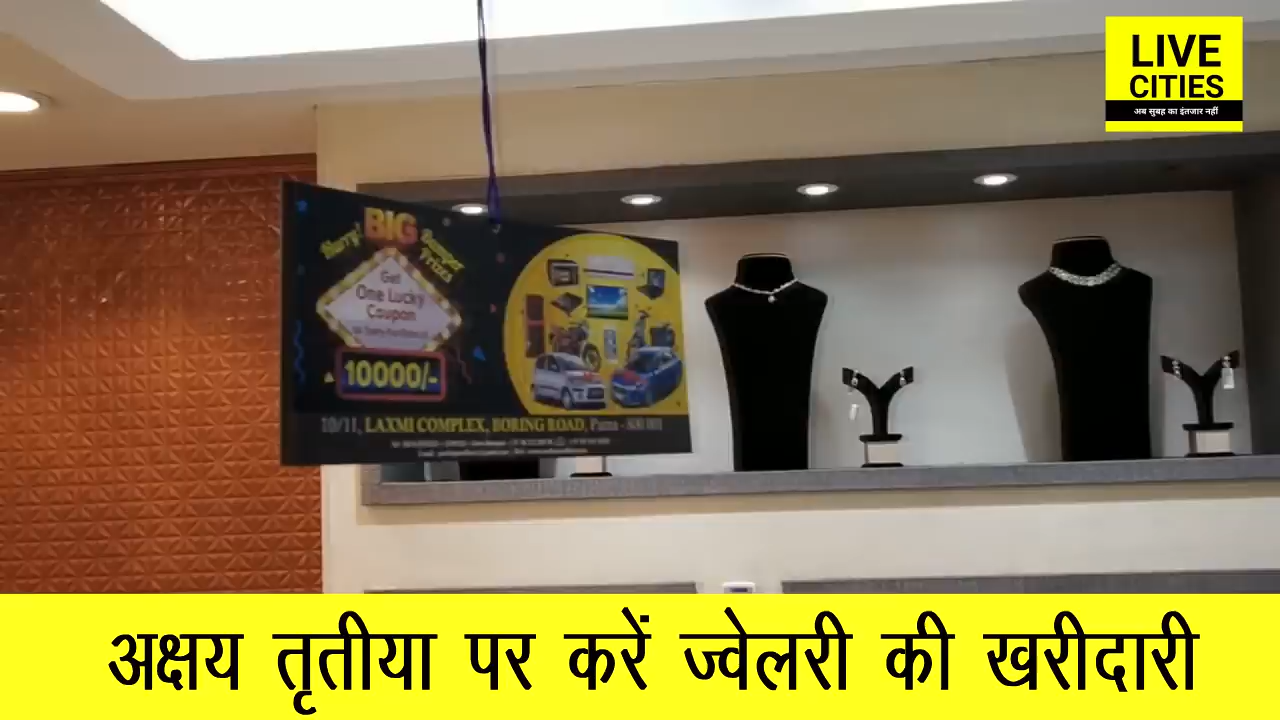 LIVE
CITIES
अब सुबह का इंतजार नहीं
Hurry! BIG Bumper Prizes
Get
One Lucky
Coupon
10000/-
10/11, LAXMI COMPLEX, BORING ROAD, Patna - 800 001
अक्षय तृतीया पर करें ज्वेलरी की खरीदारी